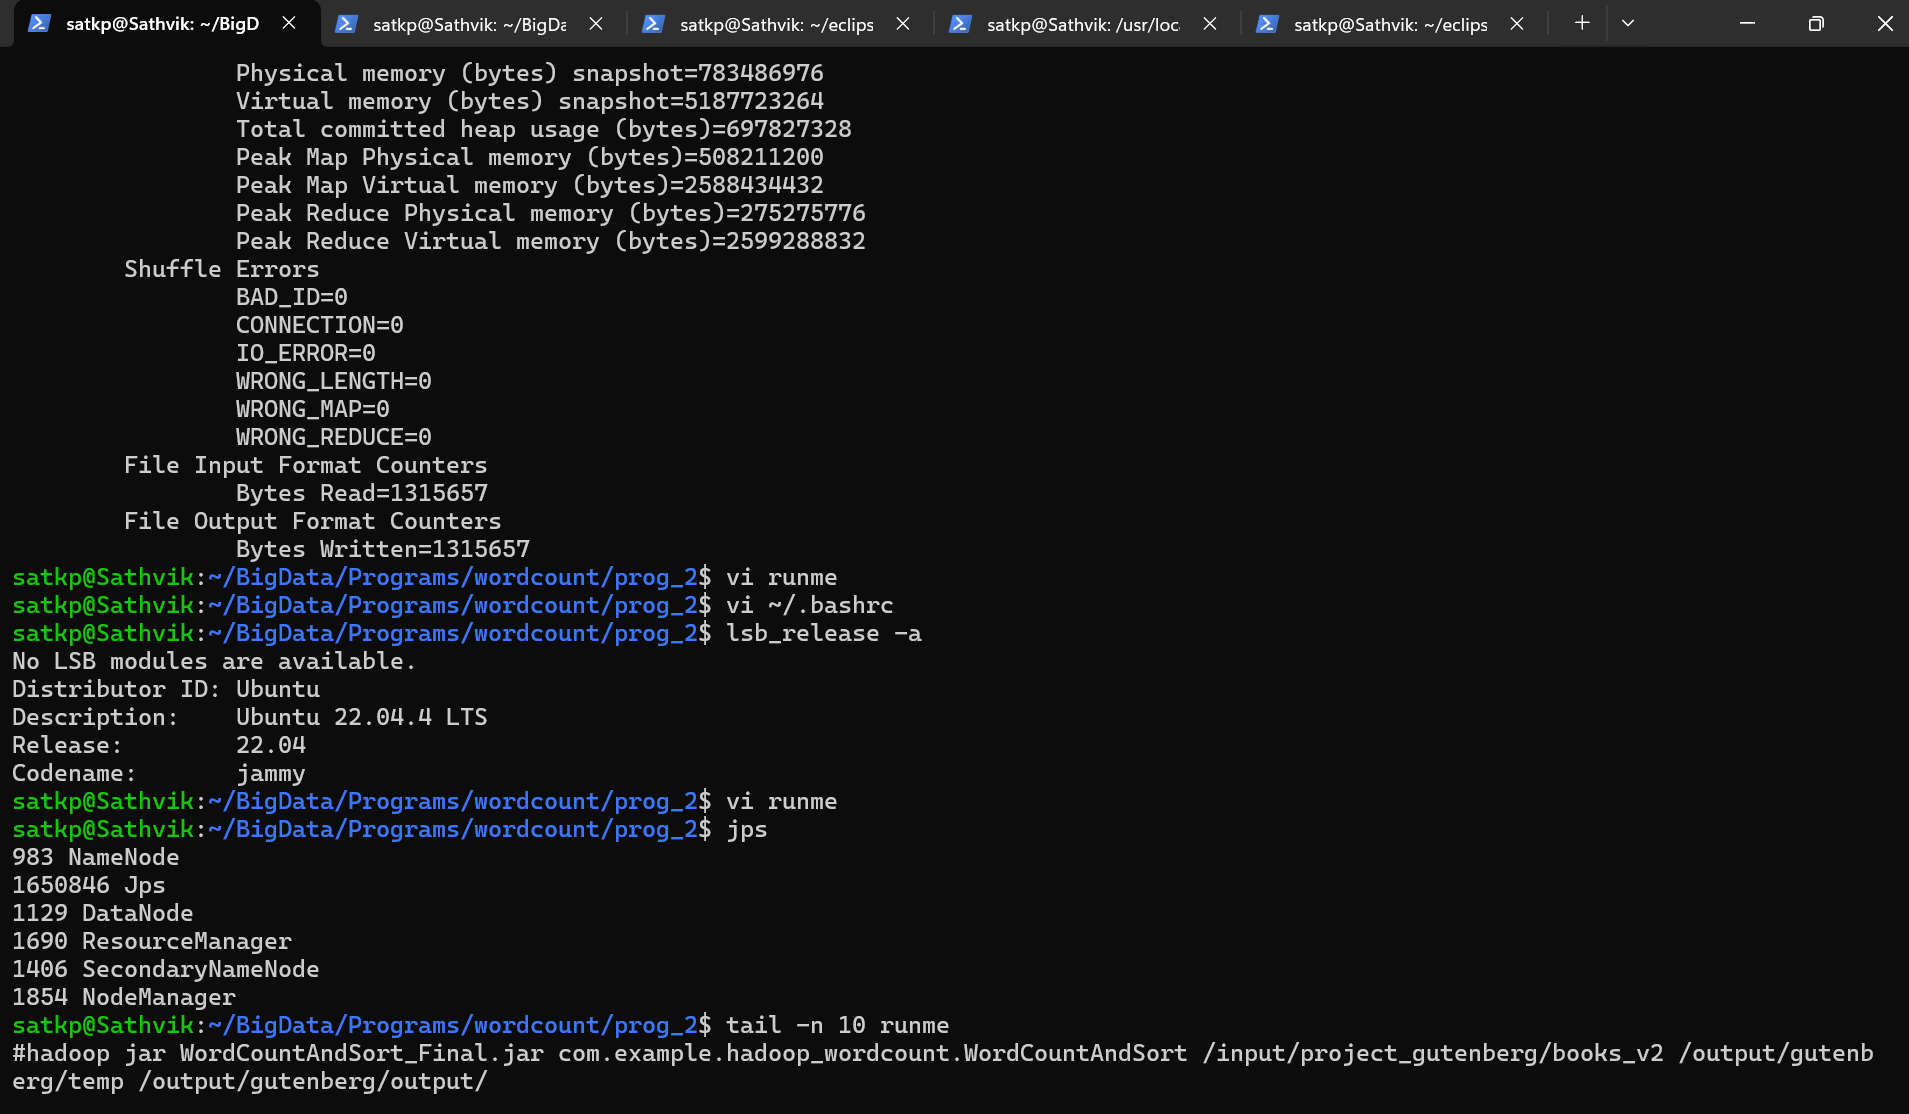 satkp@Sathvik: ~/BigD
satkp@Sathvik: ~/BigDa
satkp@Sathvik: ~/eclips
satkp@Sathvik: /usr/loc
satkp@Sathvik: ~/eclips
Physical memory (bytes) snapshot=783486976
Virtual memory (bytes) snapshot=5187723264
Total committed heap usage (bytes)=697827328
Peak Map Physical memory (bytes)=508211200
Peak Map Virtual memory (bytes)=2588434432
Peak Reduce Physical memory (bytes)=275275776
Peak Reduce Virtual memory (bytes)=2599288832
Shuffle Errors
BAD_ID=0
CONNECTION=0
IO_ERROR=0
WRONG_LENGTH=0
WRONG_MAP=0
WRONG_REDUCE=0
File Input Format Counters
Bytes Read=1315657
File Output Format Counters
Bytes Written=1315657
satkp@Sathvik:~/BigData/Programs/wordcount/prog_2$ vi runme
satkp@Sathvik:~/BigData/Programs/wordcount/prog_2$ vi ~/.bashrc
satkp@Sathvik:~/BigData/Programs/wordcount/prog_2$ lsb_release -a
No LSB modules are available.
Distributor ID: Ubuntu
Description:    Ubuntu 22.04.4 LTS
Release:        22.04
Codename:       jammy
satkp@Sathvik:~/BigData/Programs/wordcount/prog_2$ vi runme
satkp@Sathvik:~/BigData/Programs/wordcount/prog_2$ jps
983 NameNode
1650846 Jps
1129 DataNode
1690 ResourceManager
1406 SecondaryNameNode
1854 NodeManager
satkp@Sathvik:~/BigData/Programs/wordcount/prog_2$ tail -n 10 runme
#hadoop jar WordCountAndSort_Final.jar com.example.hadoop_wordcount.WordCountAndSort /input/project_gutenberg/books_v2 /output/gutenb
erg/temp /output/gutenberg/output/